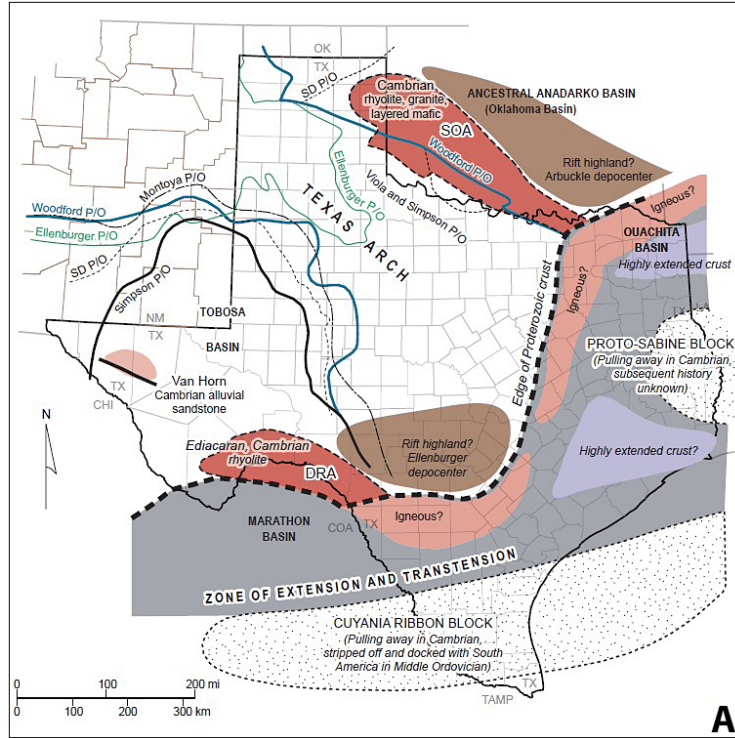 OK
TX
SD P/O
Cambrian
rhyolite, granite,
layered mafic
SOA
ANCESTRAL ANADARKO BASIN
(Oklahoma Basin)
Rift highland?
Arbuckle depocenter
Woodford P/O
Viola and Simpson P/O
Ellenburger P/O
TEXAS ARCH
Montoya P/O
Woodford P/O
Ellenburger P/O
SD P/O
Simpson P/O
Igneous?
OUACHITA
BASIN
Highly extended crust
Igneous?
Edge of Proterozoic crust
TX
LA
PROTO-SABINE BLOCK
(Pulling away in Cambrian,
subsequent history
unknown)
NM
TX
TOBOSA
BASIN
TX
CHI
Van Horn
Cambrian alluvial
sandstone
N
Ediacaran, Cambrian
rhyolite
DRA
Rift highland?
Ellenburger
depocenter
Highly extended crust?
MARATHON
BASIN
COA
TX
Igneous?
ZONE OF EXTENSION AND TRANSTENSION
CUYANIA RIBBON BLOCK
(Pulling away in Cambrian,
stripped off and docked with South
America in Middle Ordovician)
TX
TAMP
0 100 200 mi
0 100 200 300 km
A